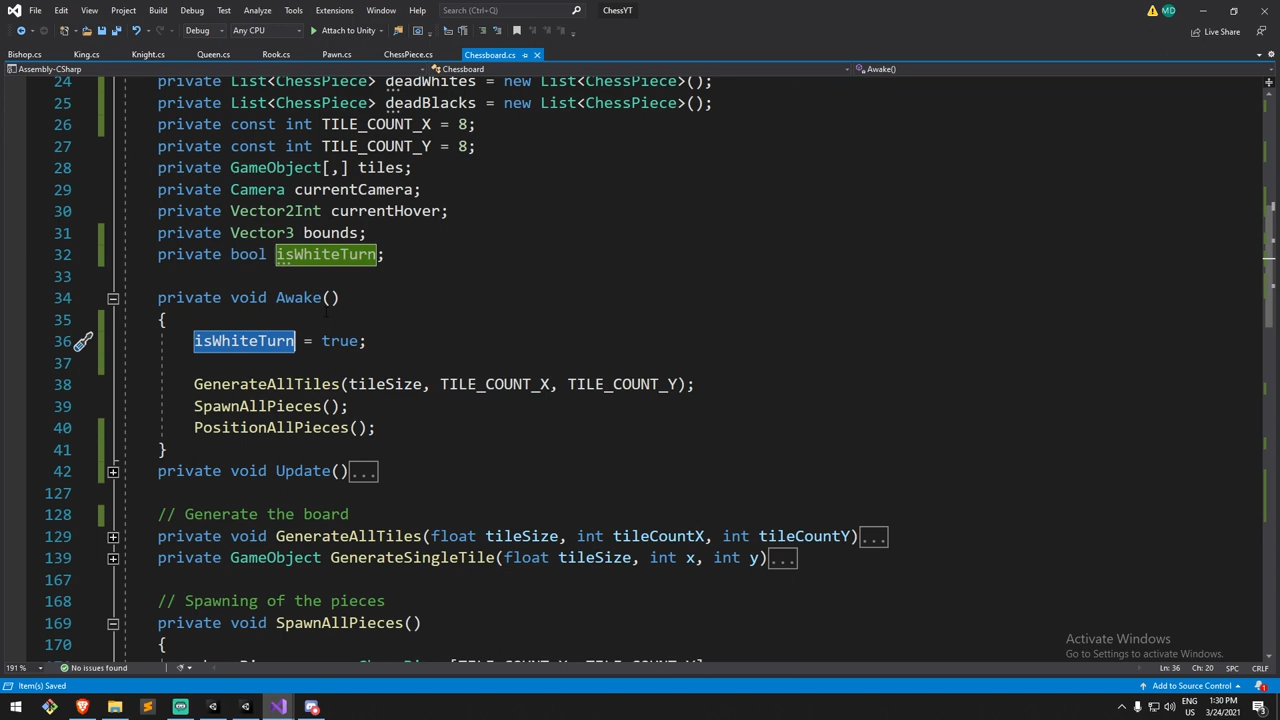 File Edit View Git Project Build Debug Test Analyze Tools Extensions Window Help Search (Ctrl+Q) ChessYT MD
Debug Any CPU Attach to Unity Live Share
Bishop.cs King.cs Knight.cs Queen.cs Rook.cs Pawn.cs ChessPiece.cs Chessboard.cs
Assembly-CSharp Chessboard Awake()
24 private List<ChessPiece> deadWhites = new List<ChessPiece>();
25 private List<ChessPiece> deadBlacks = new List<ChessPiece>();
26 private const int TILE_COUNT_X = 8;
27 private const int TILE_COUNT_Y = 8;
28 private GameObject[,] tiles;
29 private Camera currentCamera;
30 private Vector2Int currentHover;
31 private Vector3 bounds;
32 private bool isWhiteTurn;
33
34 private void Awake()
35 {
36 isWhiteTurn = true;
37
38 GenerateAllTiles(tileSize, TILE_COUNT_X, TILE_COUNT_Y);
39 SpawnAllPieces();
40 PositionAllPieces();
41 }
42 private void Update()...
127
128 // Generate the board
129 private void GenerateAllTiles(float tileSize, int tileCountX, int tileCountY)...
139 private GameObject GenerateSingleTile(float tileSize, int x, int y)...
167
168 // Spawning of the pieces
169 private void SpawnAllPieces()
170 {
Activate Windows
Go to Settings to activate Windows.
191 % No issues found Ln: 36 Ch: 20 SPC CRLF
Item(s) Saved Add to Source Control 1
POR US 1:30 PM 3/24/2021 3